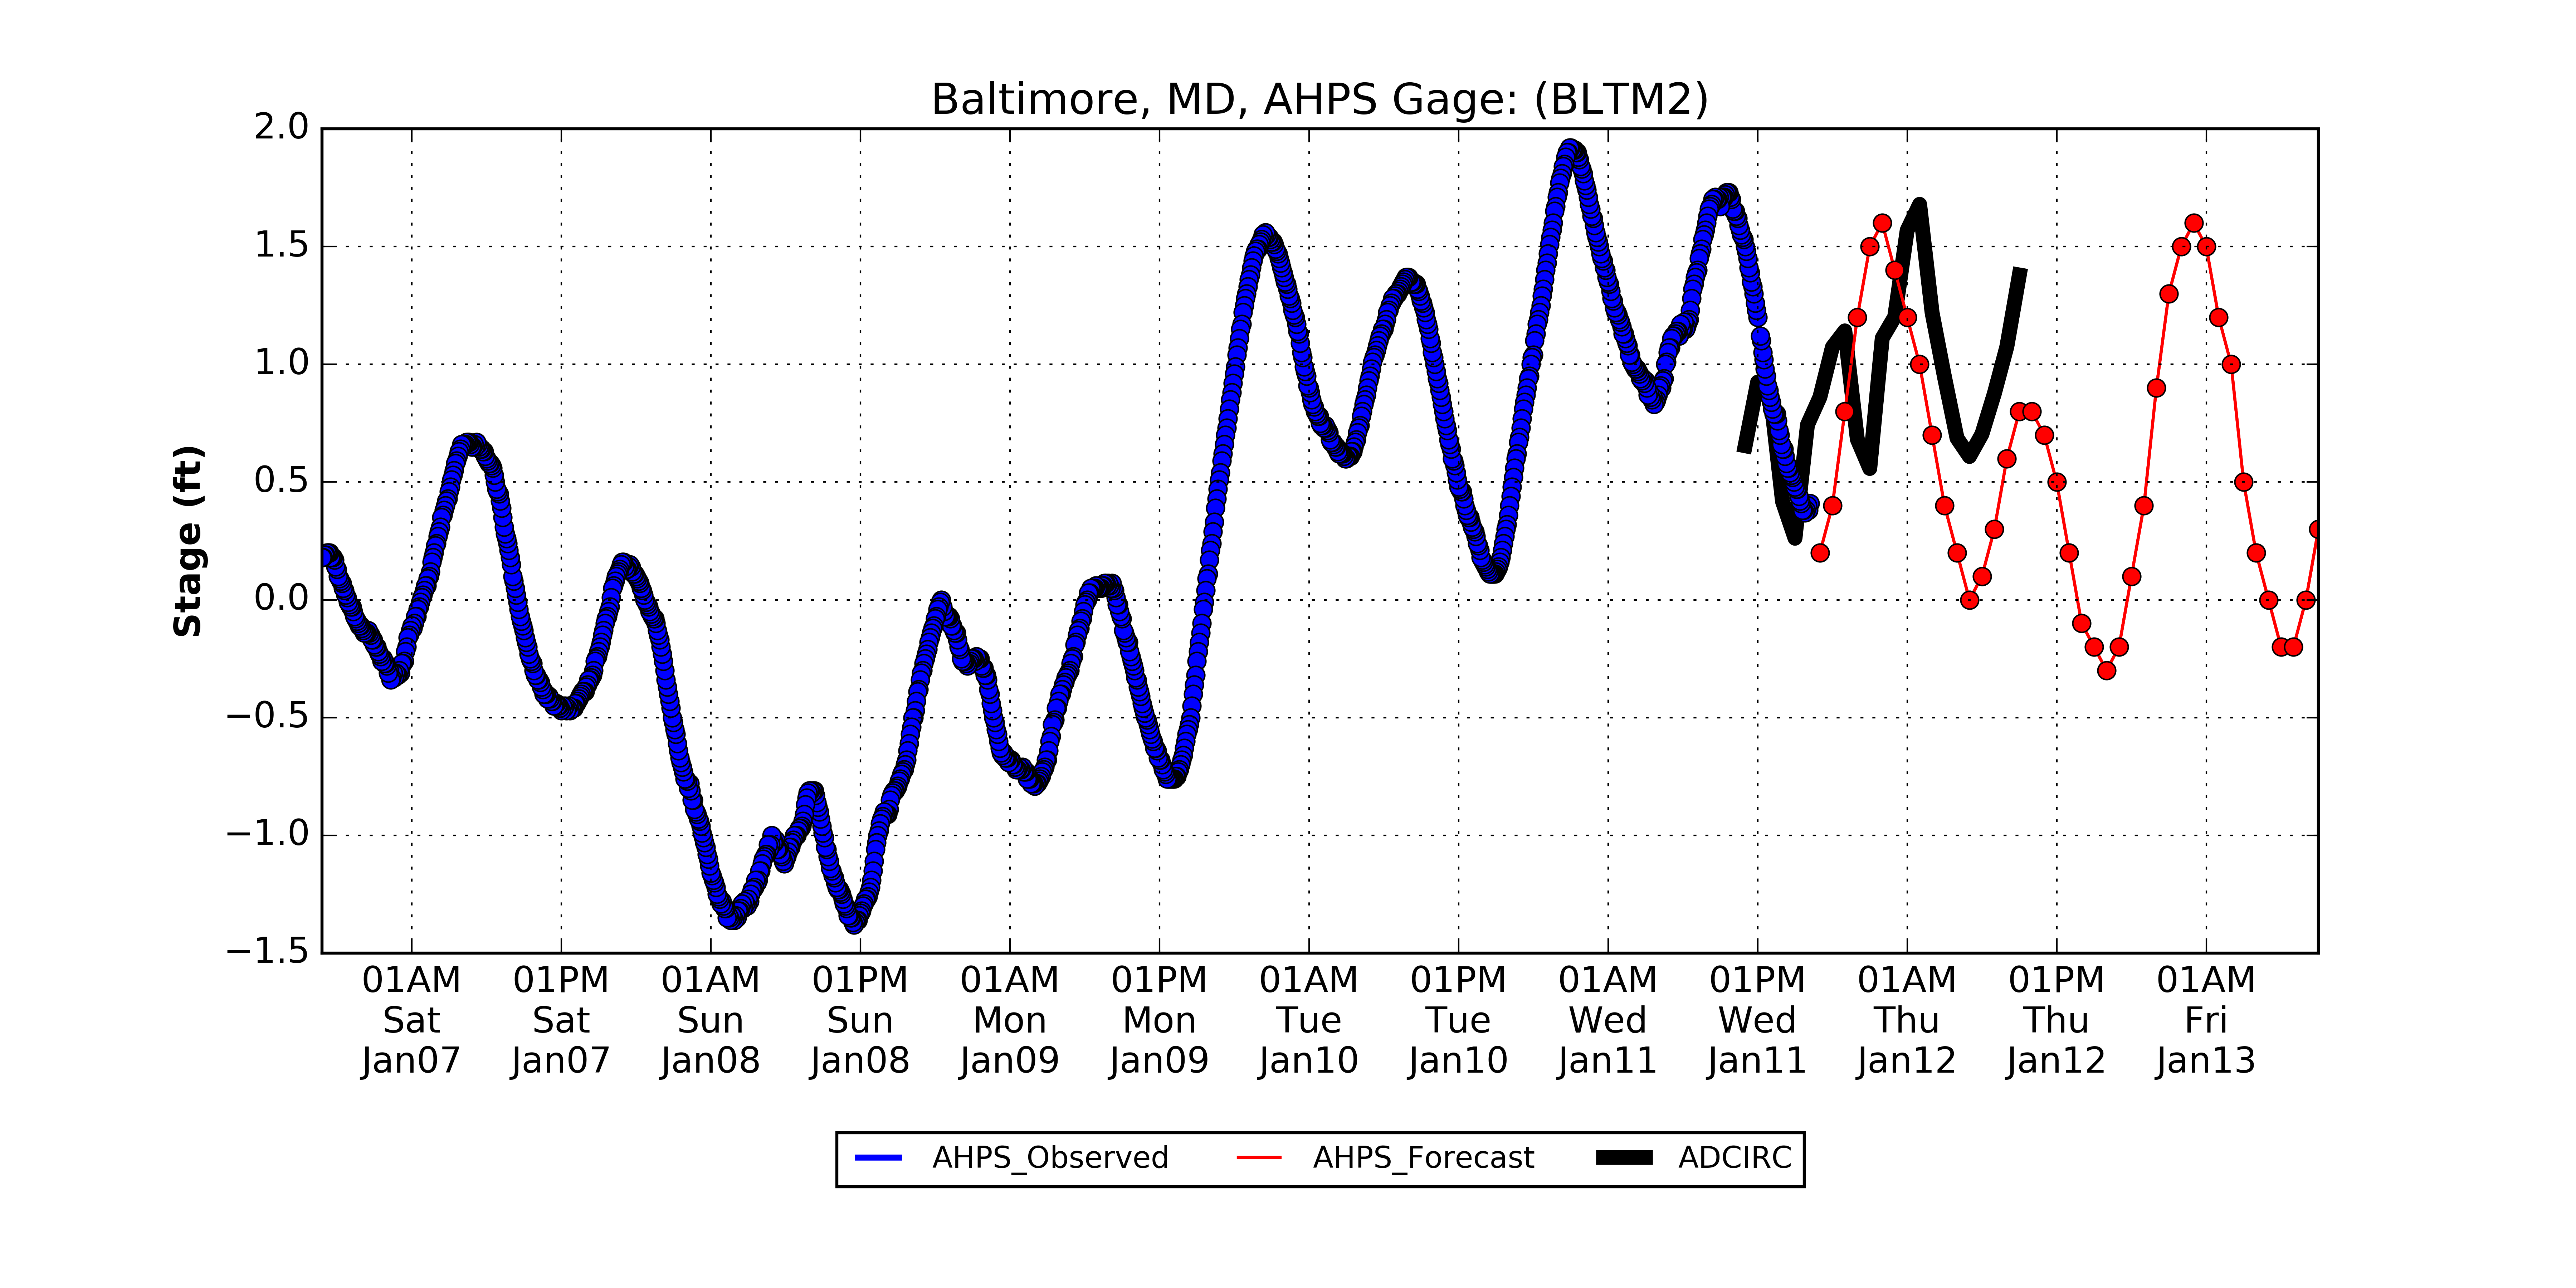 Baltimore, MD, AHPS Gage: (BLTM2)
Stage (ft)
2.0
1.5
1.0
0.5
0.0
−0.5
−1.0
−1.5
01AM 01PM 01AM 01PM 01AM 01PM 01AM 01PM 01AM 01PM 01AM 01PM 01AM
Sat Sat Sun Sun Mon Mon Tue Tue Wed Wed Thu Thu Fri
Jan07 Jan07 Jan08 Jan08 Jan09 Jan09 Jan10 Jan10 Jan11 Jan11 Jan12 Jan12 Jan13
AHPS_Observed AHPS_Forecast ADCIRC